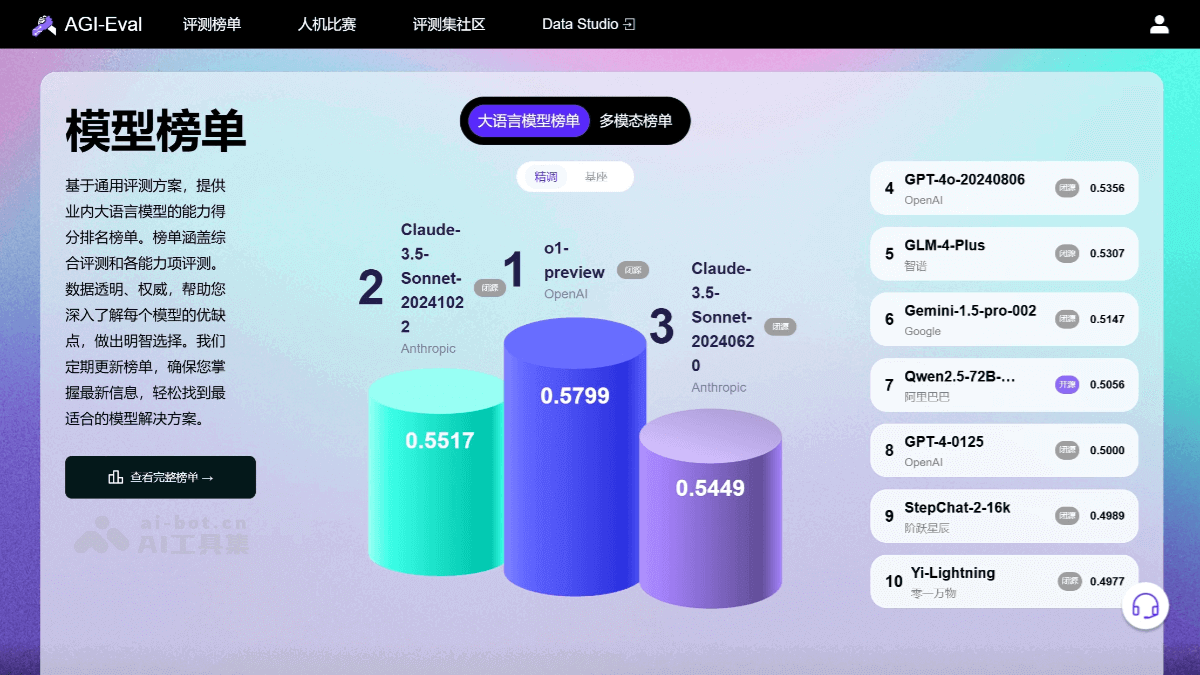 AGI-Eval
评测榜单
人机比赛
评测集社区
Data Studio
模型榜单
基于通用评测方案，提供
业内大语言模型的能力得
分排名榜单。榜单涵盖综
合评测和各能力项评测。
数据透明、权威，帮助您
深入了解每个模型的优缺
点，做出明智选择。我们
定期更新榜单，确保您掌
握最新信息，轻松找到最
适合的模型解决方案。
查看完整榜单→
ai-bot.cn
AI工具集
大语言模型榜单
多模态榜单
精调
基座
2
Claude-
3.5-
Sonnet-
2024102
2
闭源
Anthropic
0.5517
1
o1-
preview
闭源
OpenAI
0.5799
3
Claude-
3.5-
Sonnet-
2024062
0
闭源
Anthropic
0.5449
4
GPT-4o-20240806
OpenAI
闭源
0.5356
5
GLM-4-Plus
智谱
闭源
0.5307
6
Gemini-1.5-pro-002
Google
闭源
0.5147
7
Qwen2.5-72B-...
阿里巴巴
开源
0.5056
8
GPT-4-0125
OpenAI
闭源
0.5000
9
StepChat-2-16k
阶跃星辰
闭源
0.4989
10
Yi-Lightning
零一万物
闭源
0.4977